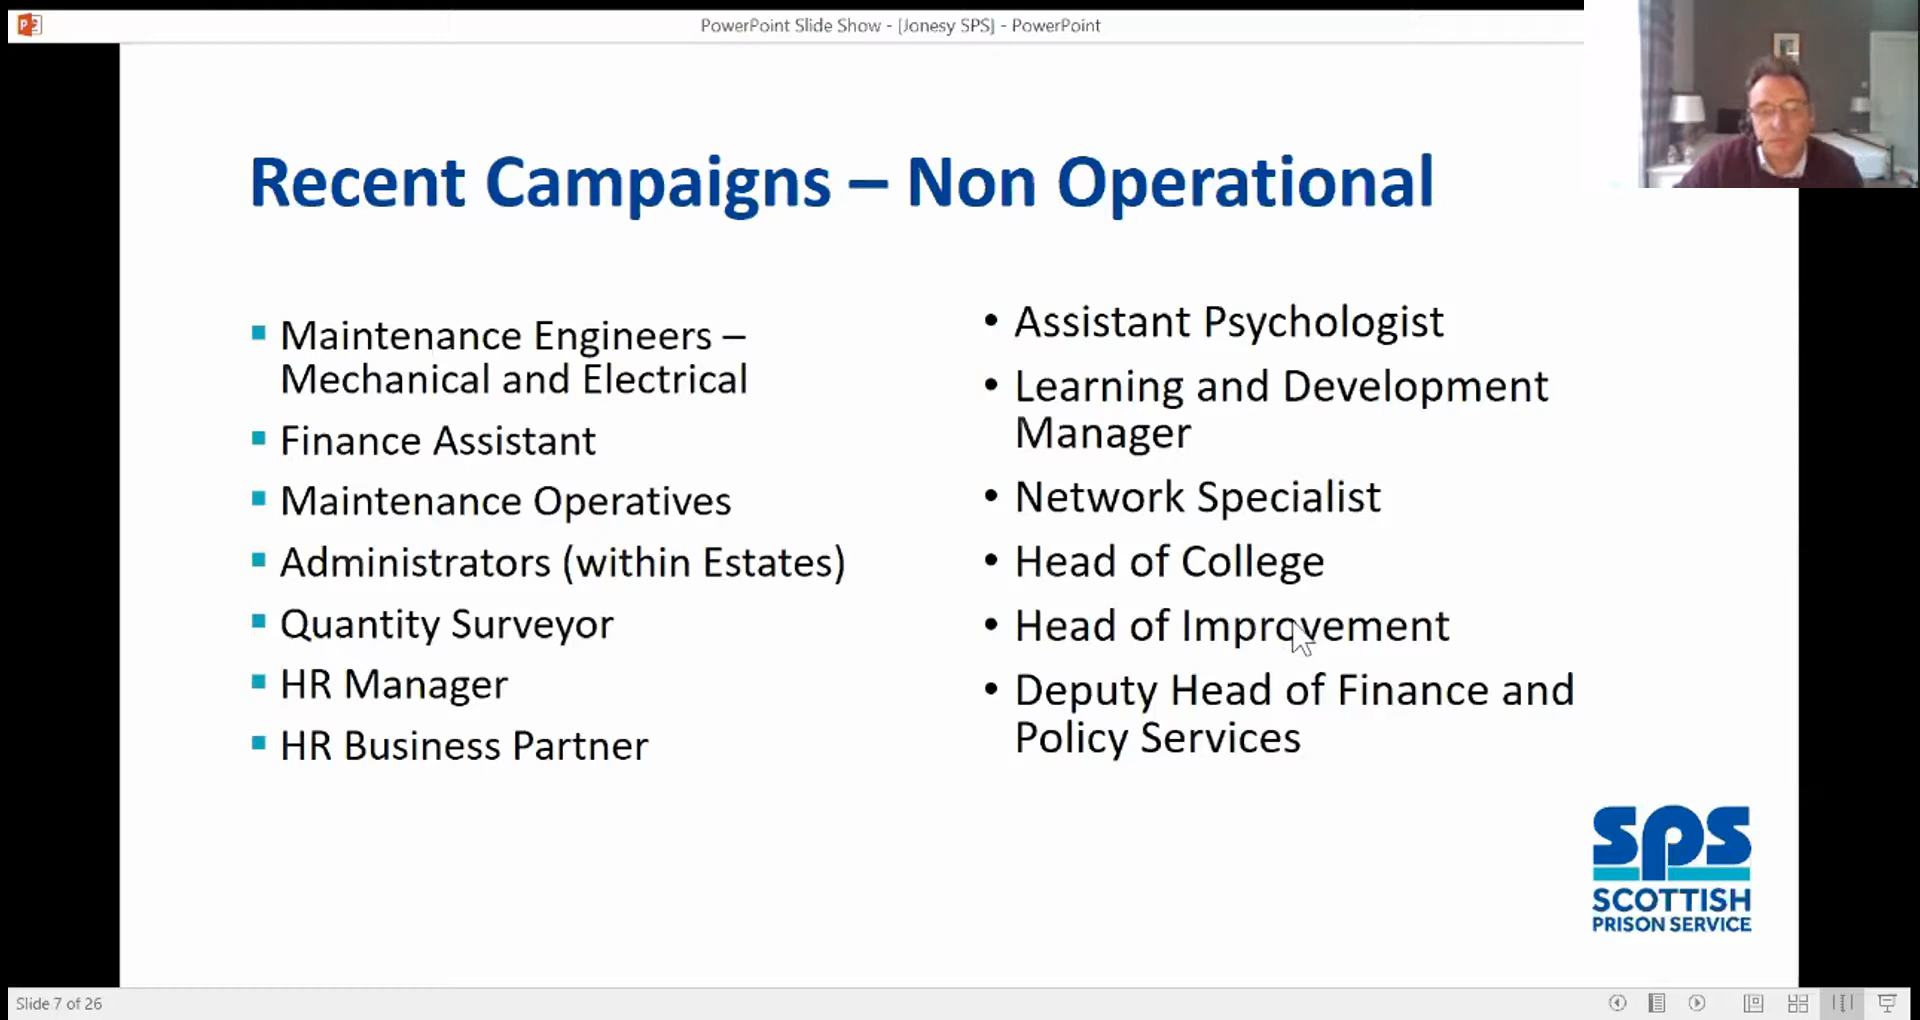 PowerPoint Slide Show - [Jonesy SPS] - PowerPoint
Recent Campaigns – Non Operational
Maintenance Engineers –
Mechanical and Electrical
Finance Assistant
Maintenance Operatives
Administrators (within Estates)
Quantity Surveyor
HR Manager
HR Business Partner
Assistant Psychologist
Learning and Development
Manager
Network Specialist
Head of College
Head of Improvement
Deputy Head of Finance and
Policy Services
SPS
SCOTTISH
PRISON SERVICE
Slide 7 of 26